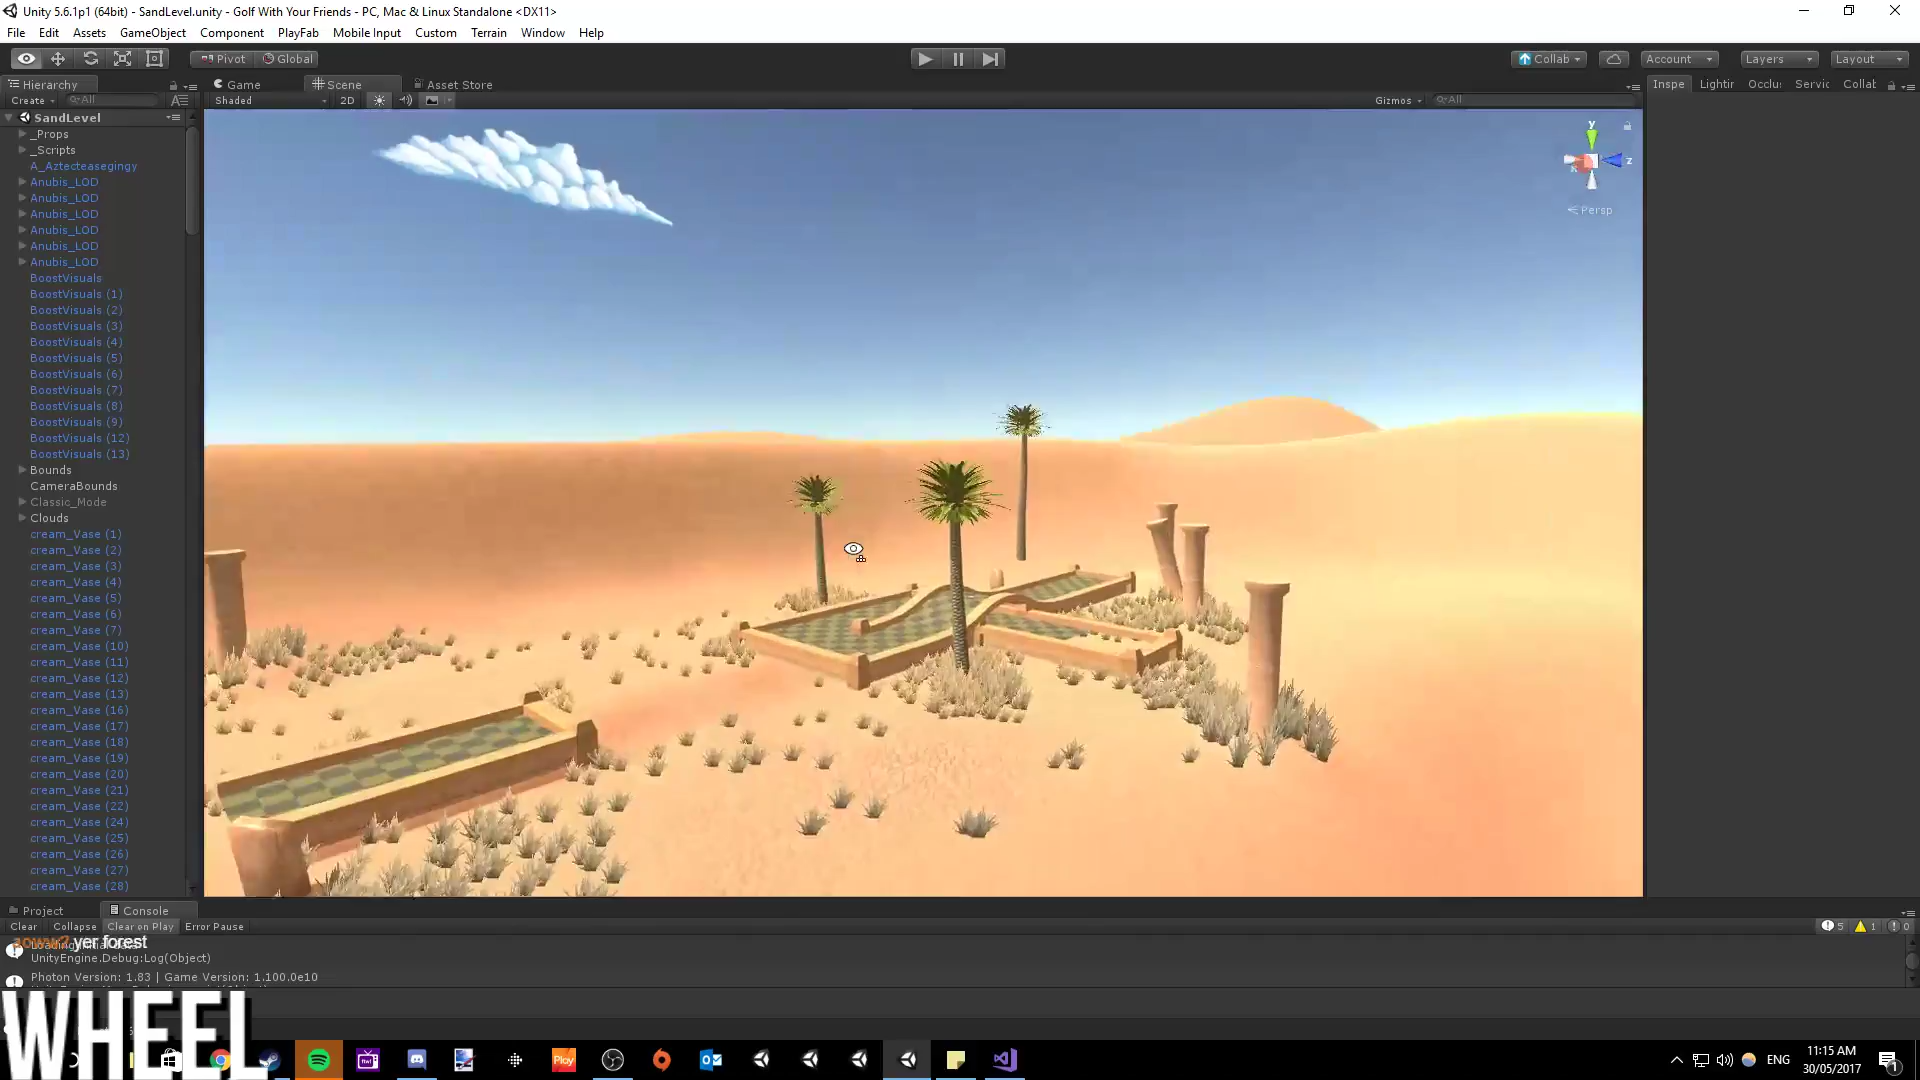 Unity 5.6.1p1 (64bit) - SandLevel.unity - Golf With Your Friends - PC, Mac & Linux Standalone <DX11>
File Edit Assets GameObject Component PlayFab Mobile Input Custom Terrain Window Help
Pivot Global Collab Account Layers Layout
Hierarchy Game Scene Asset Store Inspe Lightir Occlu Servic Collab
Create All Shaded 2D Gizmos All
SandLevel
_Props
_Scripts
A_Aztecteasegingy
Anubis_LOD
Anubis_LOD
Anubis_LOD
Anubis_LOD
Anubis_LOD
Anubis_LOD
BoostVisuals
BoostVisuals (1)
BoostVisuals (2)
BoostVisuals (3)
BoostVisuals (4)
BoostVisuals (5)
BoostVisuals (6)
BoostVisuals (7)
BoostVisuals (8)
BoostVisuals (9)
BoostVisuals (12)
BoostVisuals (13)
Bounds
CameraBounds
Classic_Mode
Clouds
cream_Vase (1)
cream_Vase (2)
cream_Vase (3)
cream_Vase (4)
cream_Vase (5)
cream_Vase (6)
cream_Vase (7)
cream_Vase (10)
cream_Vase (11)
cream_Vase (12)
cream_Vase (13)
cream_Vase (16)
cream_Vase (17)
cream_Vase (18)
cream_Vase (19)
cream_Vase (20)
cream_Vase (21)
cream_Vase (22)
cream_Vase (24)
cream_Vase (25)
cream_Vase (26)
cream_Vase (27)
cream_Vase (28)
y
z
x
Persp
Project Console
Clear Collapse Clear on Play Error Pause 5 1 0
yer forest
UnityEngine.Debug:Log(Object)
Photon Version: 1.83 | Game Version: 1.100.0e10
WHEEL
Play
ENG
11:15 AM
30/05/2017
1